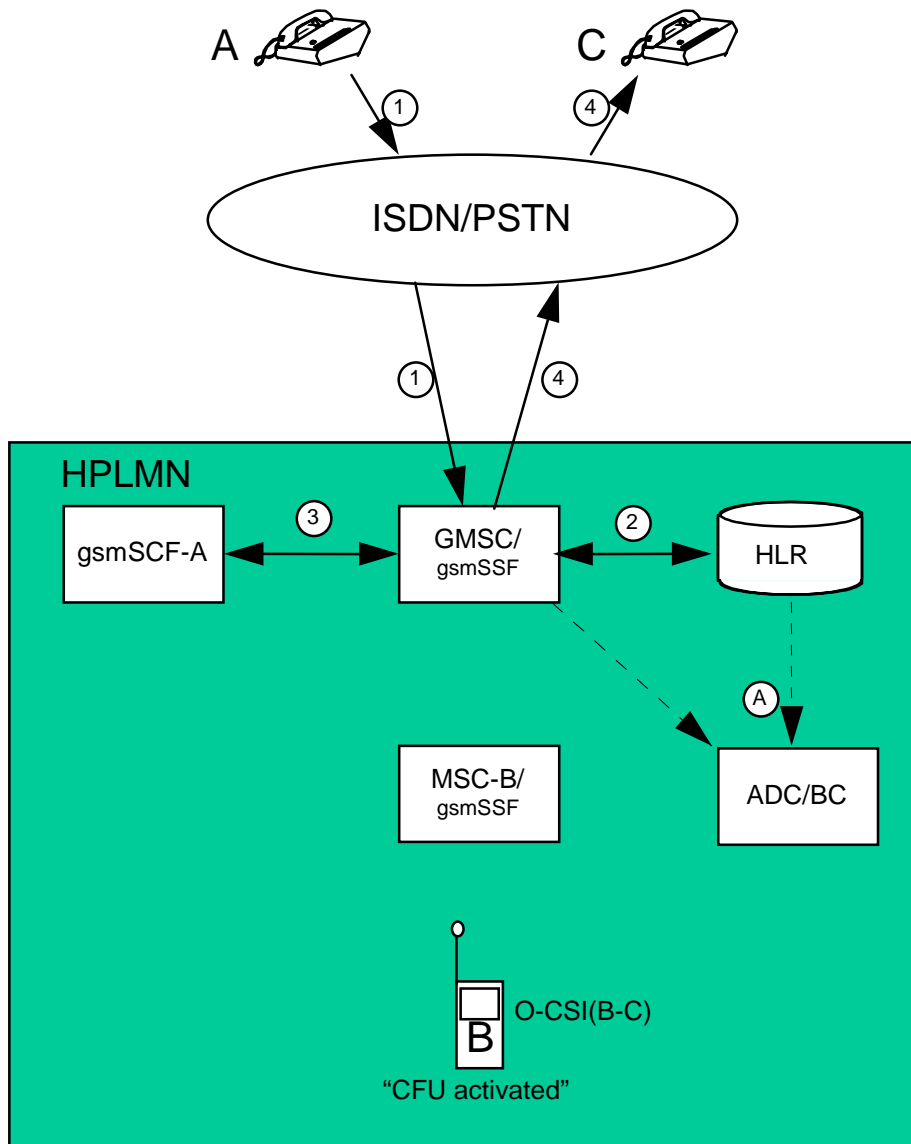 A
C
1
4
ISDN/PSTN
1
4
HPLMN
gsmSCF-A
3
GMSC/
gsmSSF
2
HLR
A
MSC-B/
gsmSSF
ADC/BC
O-CSI(B-C)
B
“CFU activated”